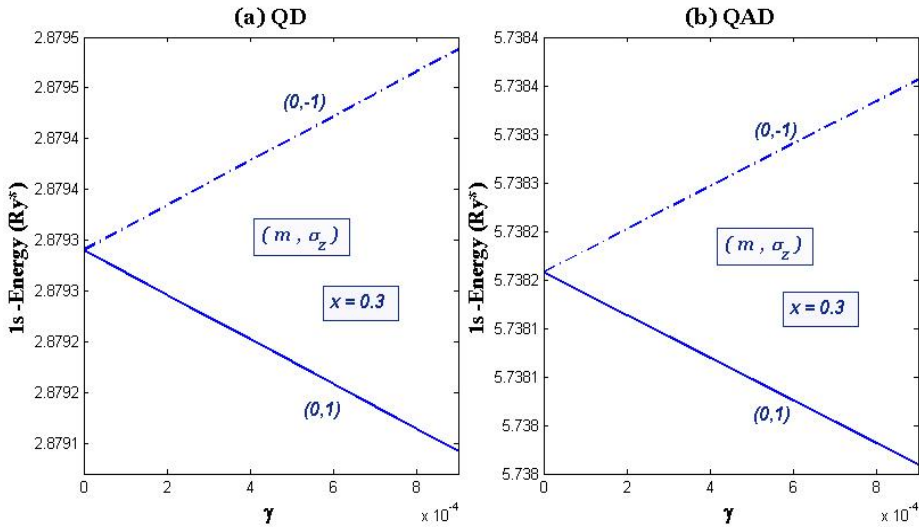 (a) QD
2.8795
2.8795
2.8794
2.8794
2.8793
2.8793
2.8792
2.8792
2.8791
1s -Energy (Ry*)
(0,-1)
( m , σz )
x = 0.3
(0,1)
0
2
4
6
8
γ
x 10-4
(b) QAD
5.7384
5.7384
5.7383
5.7383
5.7382
5.7382
5.7381
5.7381
5.738
5.738
1s -Energy (Ry*)
(0,-1)
( m , σz )
x = 0.3
(0,1)
0
2
4
6
8
γ
x 10-4